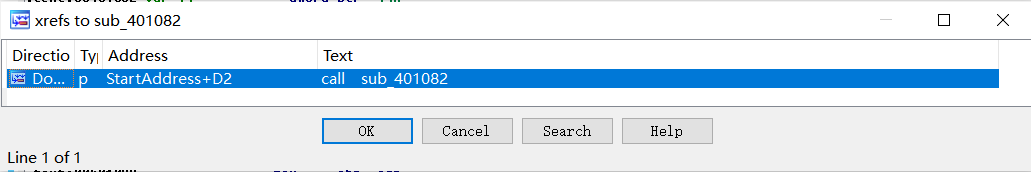 xrefs to sub_401082
Directio Ty Address Text
Do... p StartAddress+D2 call sub_401082
OK Cancel Search Help
Line 1 of 1